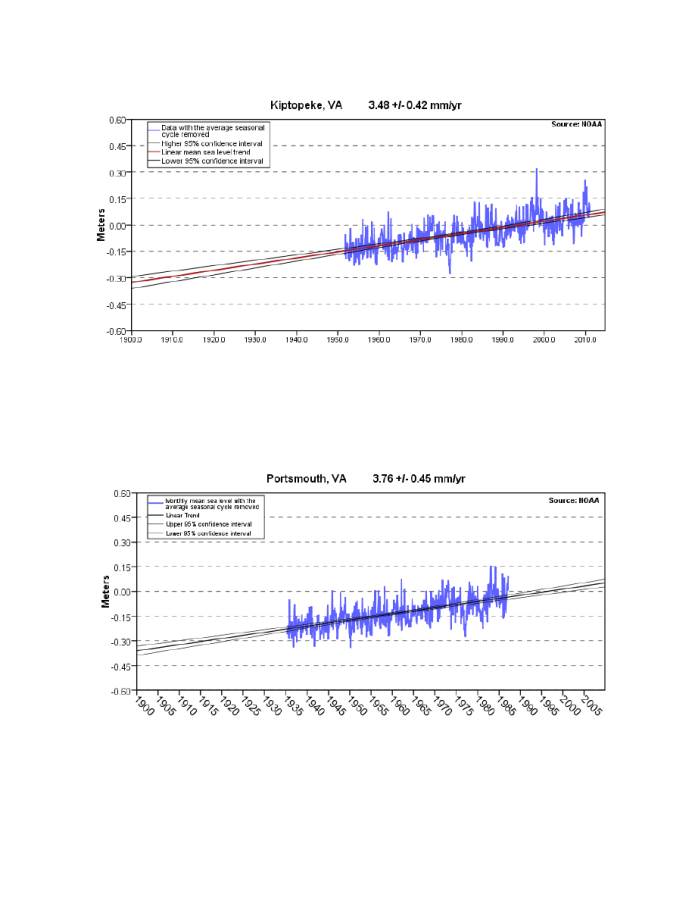 Kiptopeke, VA 3.48 +/- 0.42 mm/yr
0.60
Source: NOAA
Data with the average seasonal
cycle removed
Higher 95% confidence interval
Linear mean sea level trend
Lower 95% confidence interval
0.45
0.30
0.15
0.00
-0.15
-0.30
-0.45
-0.60
Meters
1900.0 1910.0 1920.0 1930.0 1940.0 1950.0 1960.0 1970.0 1980.0 1990.0 2000.0 2010.0
Portsmouth, VA 3.76 +/- 0.45 mm/yr
0.60
Source: NOAA
Monthly mean sea level with the
average seasonal cycle removed
Linear Trend
Upper 95% confidence interval
Lower 95% confidence interval
0.45
0.30
0.15
0.00
-0.15
-0.30
-0.45
-0.60
Meters
1900 1905 1910 1915 1920 1925 1930 1935 1940 1945 1950 1955 1960 1965 1970 1975 1980 1985 1990 1995 2000 2005